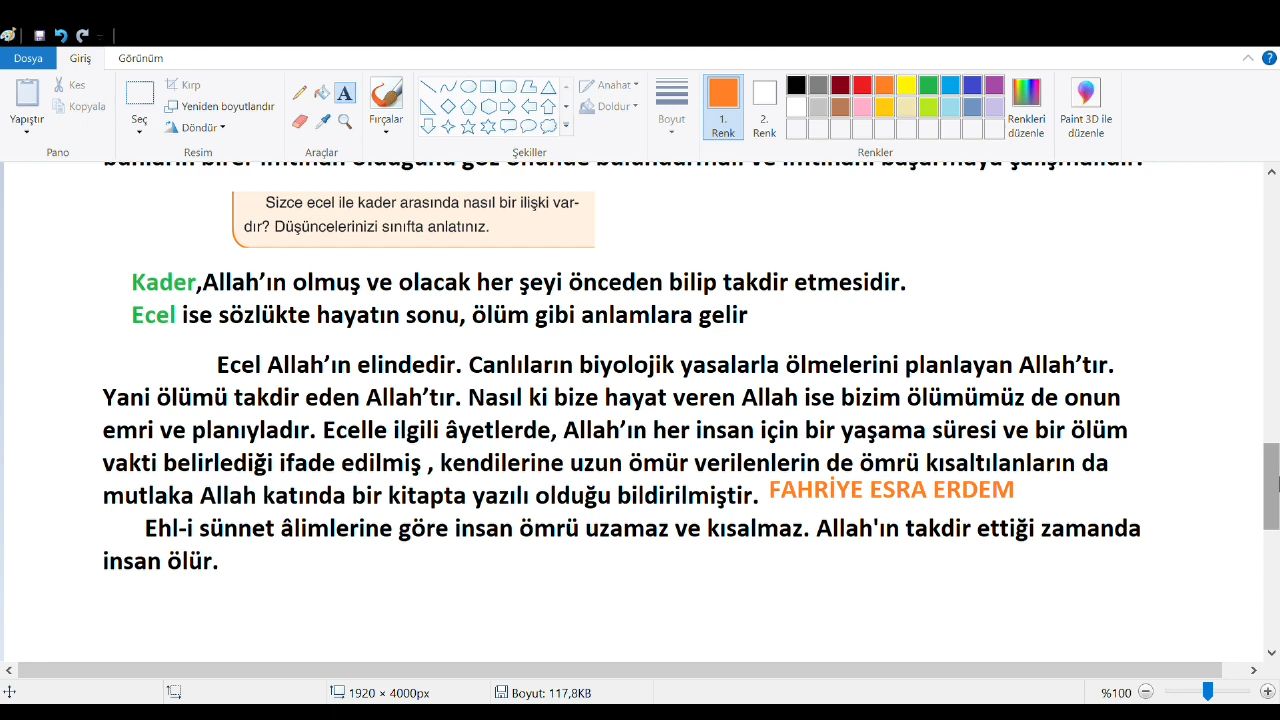 Dosya Giriş Görünüm
Yapıştır Kes Kopyala
Seç Kırp Yeniden boyutlandır Döndür
Fırçalar
Anahat Doldur
Boyut
1. Renk 2. Renk
Renkleri düzenle
Paint 3D ile düzenle
Pano Resim Araçlar Şekiller Renkler
Sizce ecel ile kader arasında nasıl bir ilişki var-
dır? Düşüncelerinizi sınıfta anlatınız.
Kader,Allah’ın olmuş ve olacak her şeyi önceden bilip takdir etmesidir.
Ecel ise sözlükte hayatın sonu, ölüm gibi anlamlara gelir
Ecel Allah’ın elindedir. Canlıların biyolojik yasalarla ölmelerini planlayan Allah’tır.
Yani ölümü takdir eden Allah’tır. Nasıl ki bize hayat veren Allah ise bizim ölümümüz de onun
emri ve planıyladır. Ecelle ilgili âyetlerde, Allah’ın her insan için bir yaşama süresi ve bir ölüm
vakti belirlediği ifade edilmiş , kendilerine uzun ömür verilenlerin de ömrü kısaltılanların da
mutlaka Allah katında bir kitapta yazılı olduğu bildirilmiştir. FAHRİYE ESRA ERDEM
Ehl-i sünnet âlimlerine göre insan ömrü uzamaz ve kısalmaz. Allah'ın takdir ettiği zamanda
insan ölür.
1920 × 4000px Boyut: 117,8KB %100